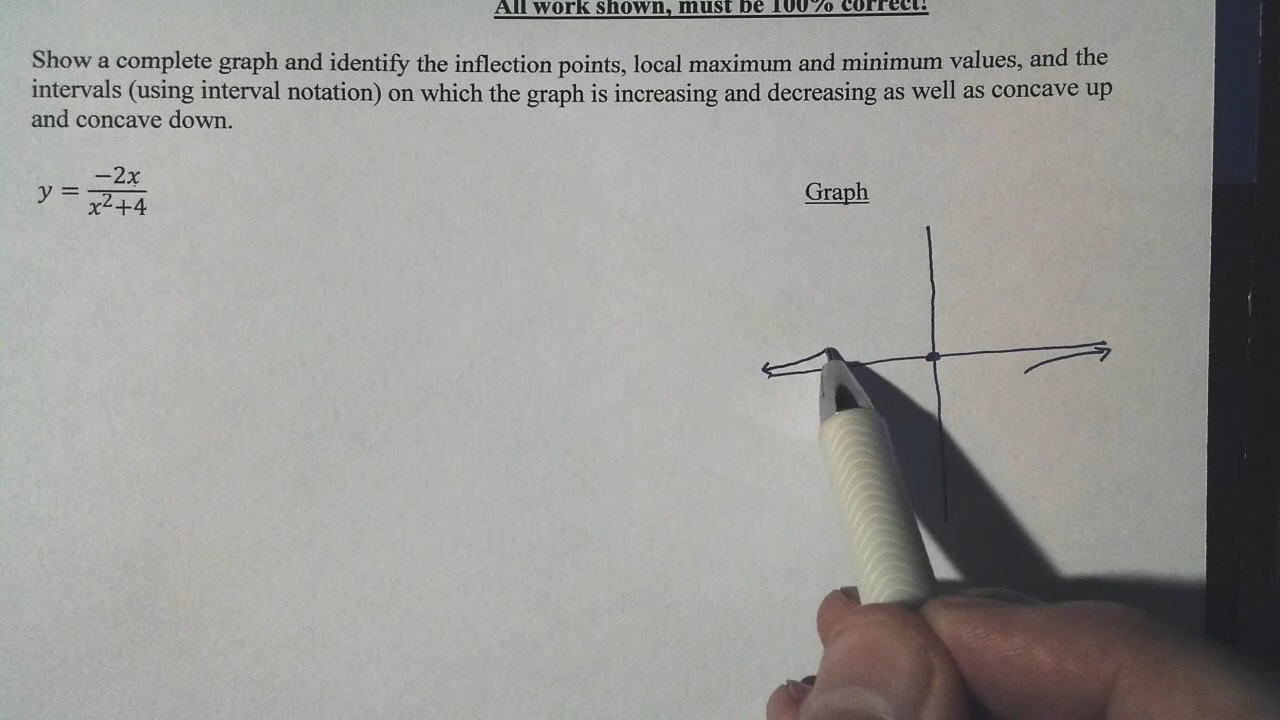 All work shown, must be 100% correct!
Show a complete graph and identify the inflection points, local maximum and minimum values, and the
intervals (using interval notation) on which the graph is increasing and decreasing as well as concave up
and concave down.
y = −2x / x²+4
Graph